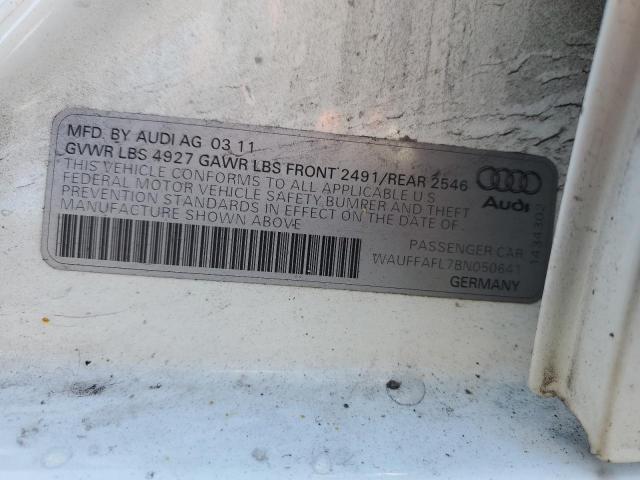 MFD. BY AUDI AG 03 11
GVWR LBS 4927 GAWR LBS FRONT 2491/REAR 2546
THIS VEHICLE CONFORMS TO ALL APPLICABLE U S
FEDERAL MOTOR VEHICLE SAFETY, BUMPER AND THEFT
PREVENTION STANDARDS IN EFFECT ON THE DATE OF
MANUFACTURE SHOWN ABOVE
Audi
PASSENGER CAR
WAUFFAFL7BN050641
GERMANY
1434302